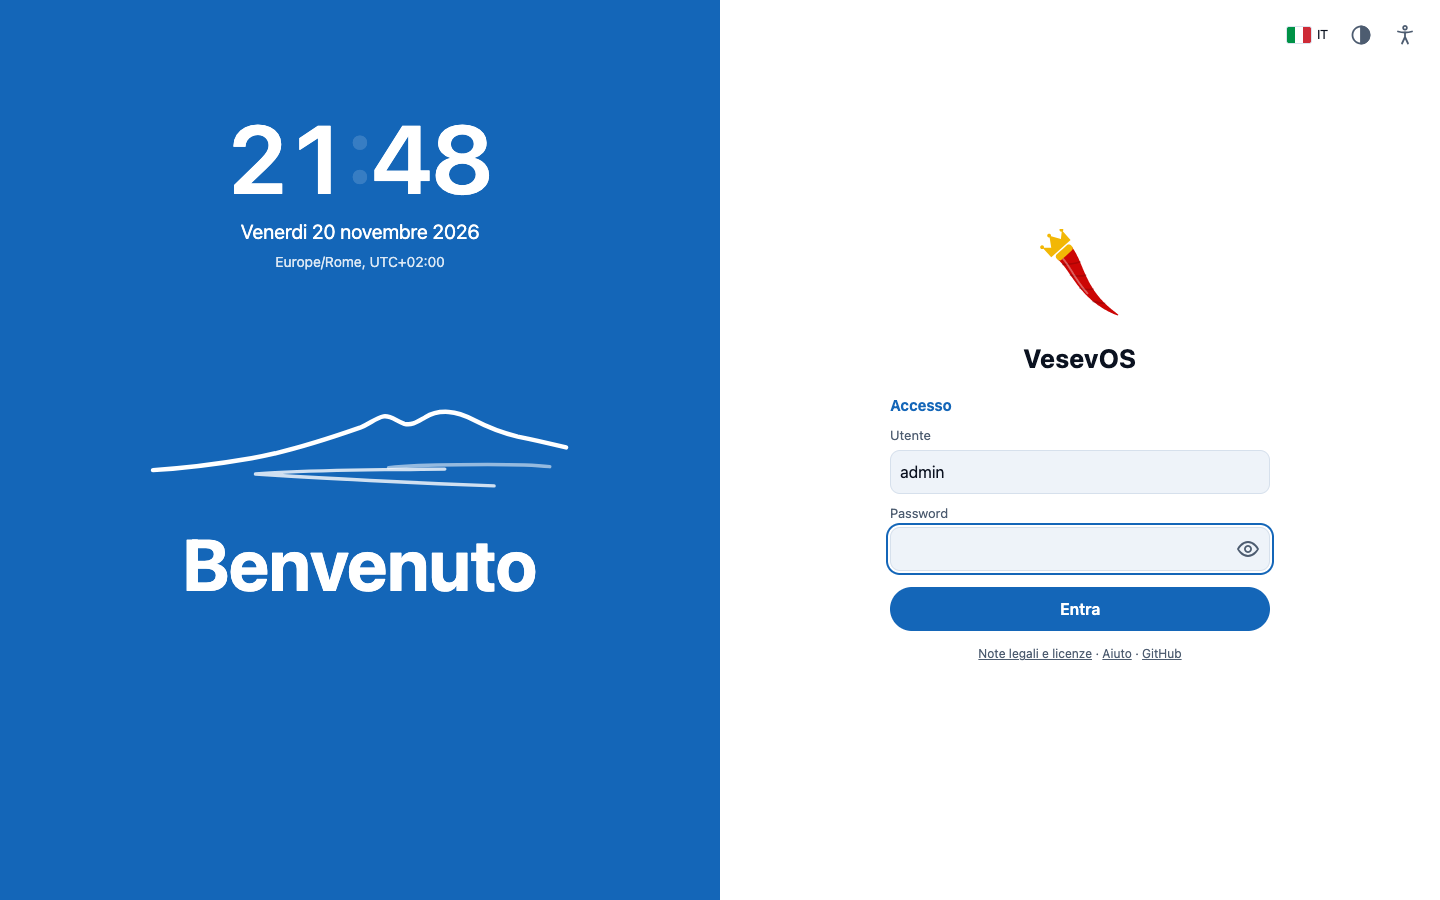 21:48
Venerdì 20 novembre 2026
Europe/Rome, UTC+02:00
Benvenuto
IT
VesevOS
Accesso
Utente
admin
Password
Entra
Note legali e licenze · Aiuto · GitHub